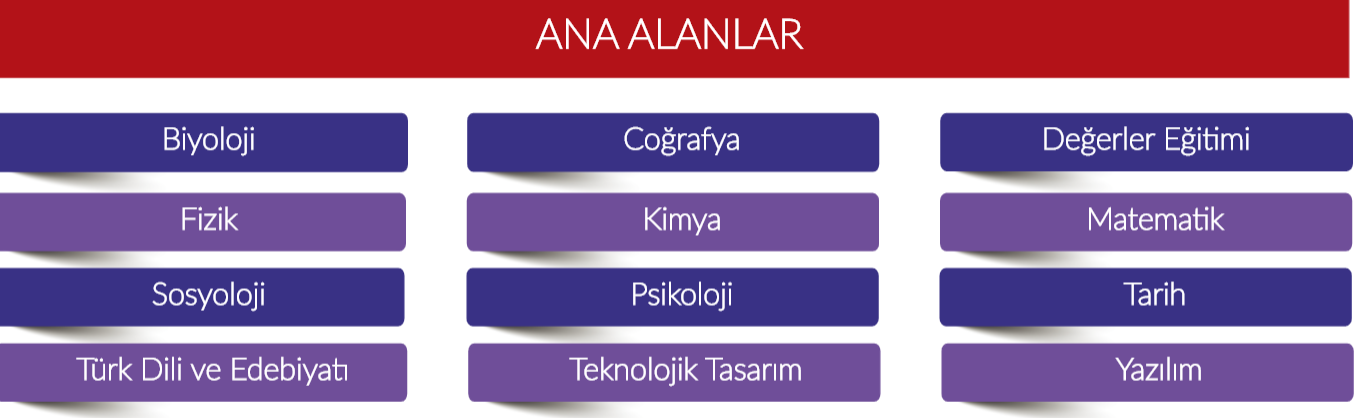 ANA ALANLAR
Biyoloji
Coğrafya
Değerler Eğitimi
Fizik
Kimya
Matematik
Sosyoloji
Psikoloji
Tarih
Türk Dili ve Edebiyatı
Teknolojik Tasarım
Yazılım